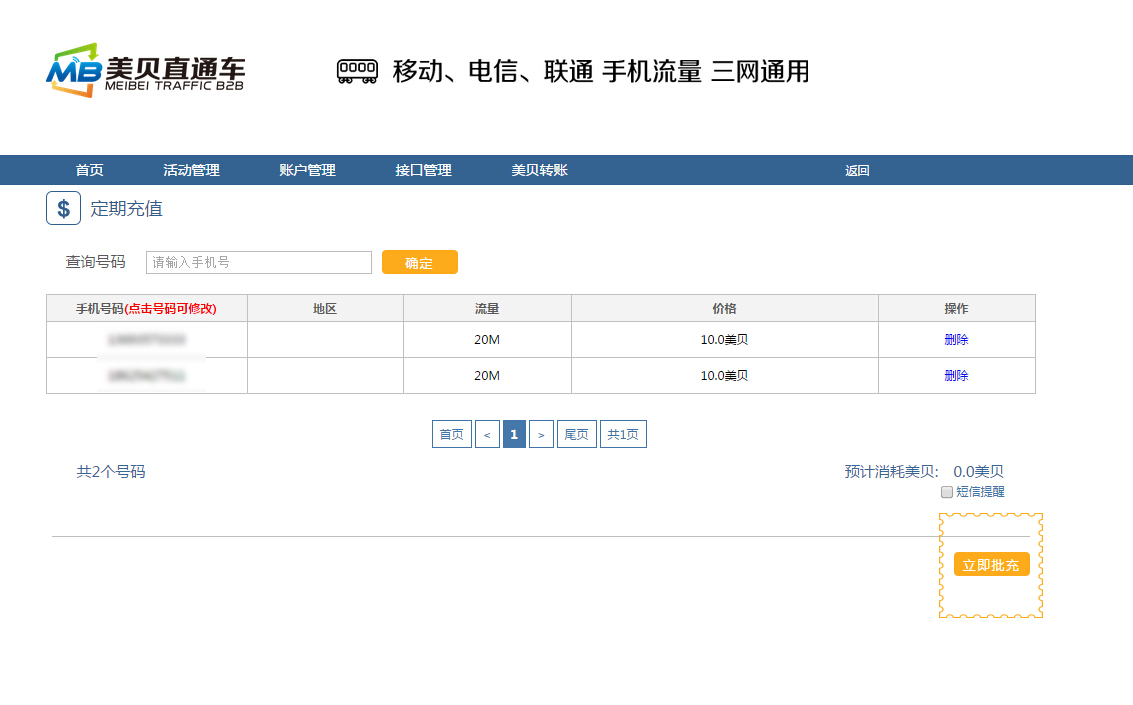 MB 美贝直通车
MEIBEI TRAFFIC B2B
移动、电信、联通 手机流量 三网通用
首页 活动管理 账户管理 接口管理 美贝转账 返回
$ 定期充值
查询号码 请输入手机号 确定
手机号码(点击号码可修改) 地区 流量 价格 操作
20M 10.0美贝 删除
20M 10.0美贝 删除
首页 < 1 > 尾页 共1页
共2个号码 预计消耗美贝: 0.0美贝
短信提醒
立即批充